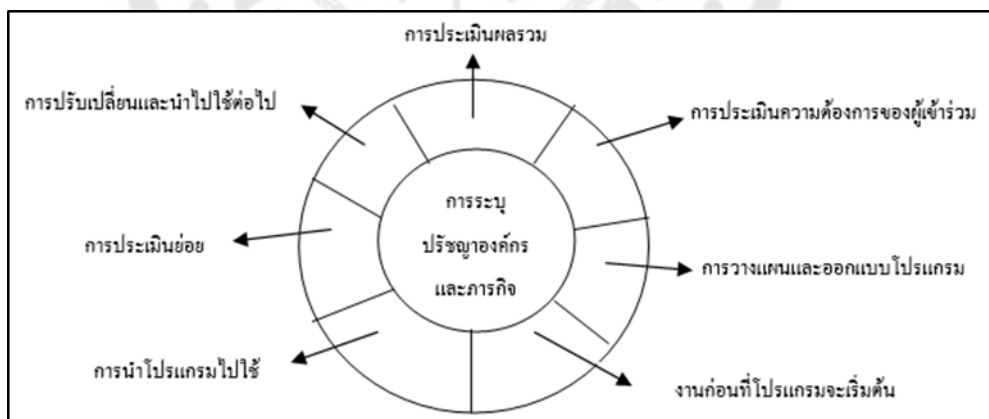 การประเมินผลรวม
การปรับเปลี่ยนและนำไปใช้ต่อไป
การประเมินความต้องการของผู้เข้าร่วม
การระบุ
ปรัชญาองค์กร
และภารกิจ
การประเมินย่อย
การวางแผนและออกแบบโปรแกรม
การนำโปรแกรมไปใช้
งานก่อนที่โปรแกรมจะเริ่มต้น